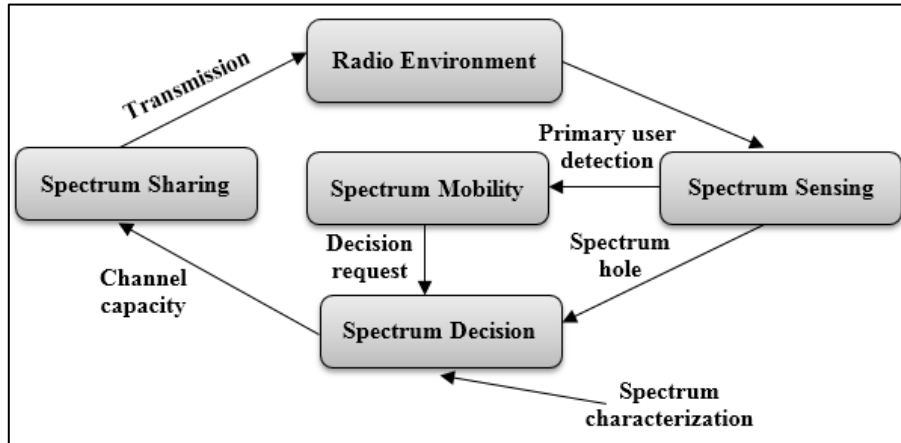 Radio Environment
Transmission
Primary user
detection
Spectrum Sharing
Spectrum Mobility
Spectrum Sensing
Decision
request
Spectrum
hole
Channel
capacity
Spectrum Decision
Spectrum
characterization